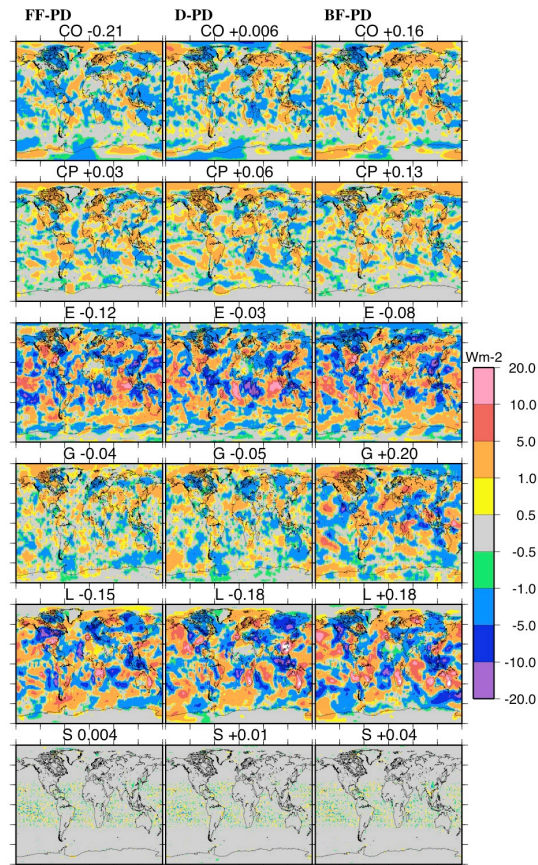 FF-PD D-PD BF-PD
CO -0.21 CO +0.006 CO +0.16
CP +0.03 CP +0.06 CP +0.13
E -0.12 E -0.03 E -0.08
Wm-2
20.0
10.0
5.0
1.0
0.5
-0.5
-1.0
-5.0
-10.0
-20.0
G -0.04 G -0.05 G +0.20
L -0.15 L -0.18 L +0.18
S 0.004 S +0.01 S +0.04